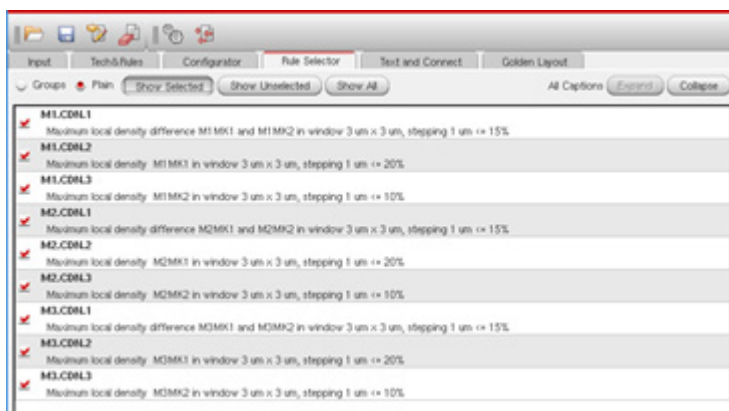 Input Tech&Rules Configurator Rule Selector Text and Connect Golden Layout
Groups Plain Show Selected Show Unselected Show All All Captions Expand Collapse
M1.CDNL1
Maximum local density difference M1MK1 and M1MK2 in window 3 um x 3 um, stepping 1 um <= 15%
M1.CDNL2
Maximum local density M1MK1 in window 3 um x 3 um, stepping 1 um <= 20%
M1.CDNL3
Maximum local density M1MK2 in window 3 um x 3 um, stepping 1 um <= 10%
M2.CDNL1
Maximum local density difference M2MK1 and M2MK2 in window 3 um x 3 um, stepping 1 um <= 15%
M2.CDNL2
Maximum local density M2MK1 in window 3 um x 3 um, stepping 1 um <= 20%
M2.CDNL3
Maximum local density M2MK2 in window 3 um x 3 um, stepping 1 um <= 10%
M3.CDNL1
Maximum local density difference M3MK1 and M3MK2 in window 3 um x 3 um, stepping 1 um <= 15%
M3.CDNL2
Maximum local density M3MK1 in window 3 um x 3 um, stepping 1 um <= 20%
M3.CDNL3
Maximum local density M3MK2 in window 3 um x 3 um, stepping 1 um <= 10%